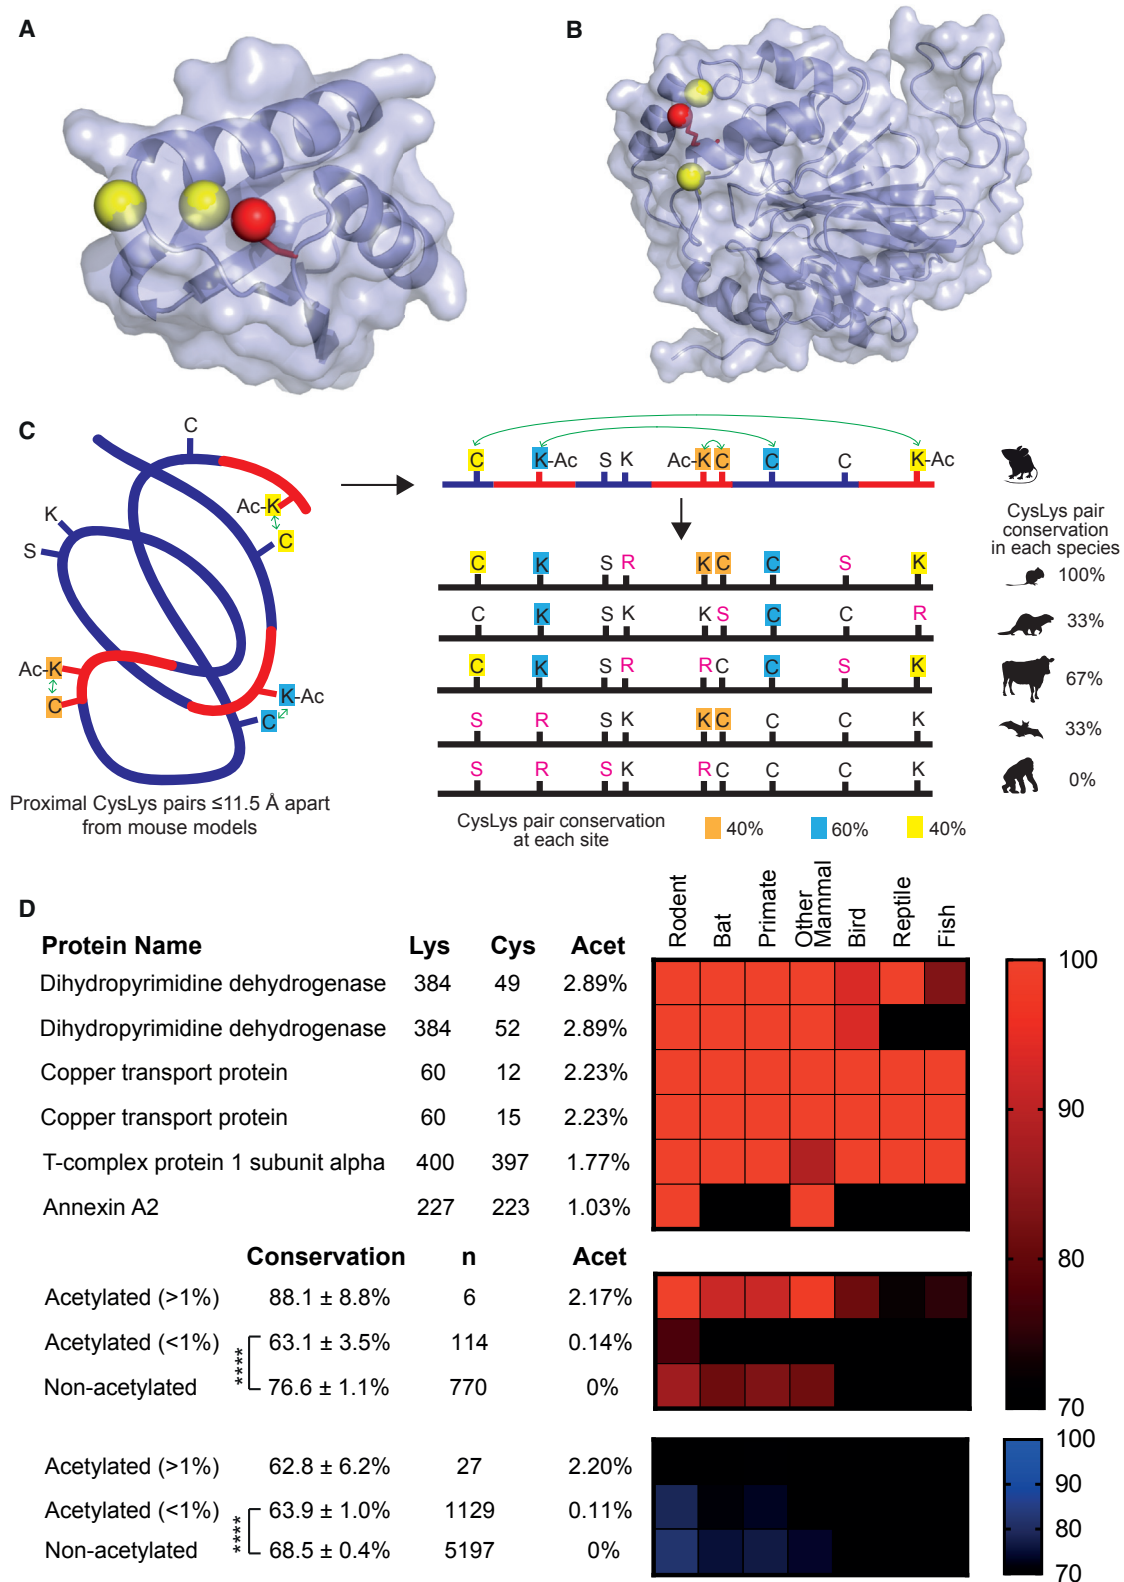 A
B
C
C
Ac-K
C
K
S
Ac-K
C
K-Ac
C
Proximal CysLys pairs ≤11.5 Å apart
from mouse models
C K-Ac S K Ac-K C C C K-Ac
CysLys pair
conservation
in each species
C K S R K C C S K 100%
C K S K K S C C R 33%
C K S R R C C S K 67%
S R S K K C C C K 33%
S R S K R C C C K 0%
CysLys pair conservation
at each site
40% 60% 40%
D
Rodent Bat Primate Other Mammal Bird Reptile Fish
Protein Name Lys Cys Acet
Dihydropyrimidine dehydrogenase 384 49 2.89%
Dihydropyrimidine dehydrogenase 384 52 2.89%
Copper transport protein 60 12 2.23%
Copper transport protein 60 15 2.23%
T-complex protein 1 subunit alpha 400 397 1.77%
Annexin A2 227 223 1.03%
100
90
80
70
Conservation n Acet
Acetylated (>1%) 88.1 ± 8.8% 6 2.17%
Acetylated (<1%) 63.1 ± 3.5% 114 0.14%
****
Non-acetylated 76.6 ± 1.1% 770 0%
Acetylated (>1%) 62.8 ± 6.2% 27 2.20%
Acetylated (<1%) 63.9 ± 1.0% 1129 0.11%
****
Non-acetylated 68.5 ± 0.4% 5197 0%
100
90
80
70